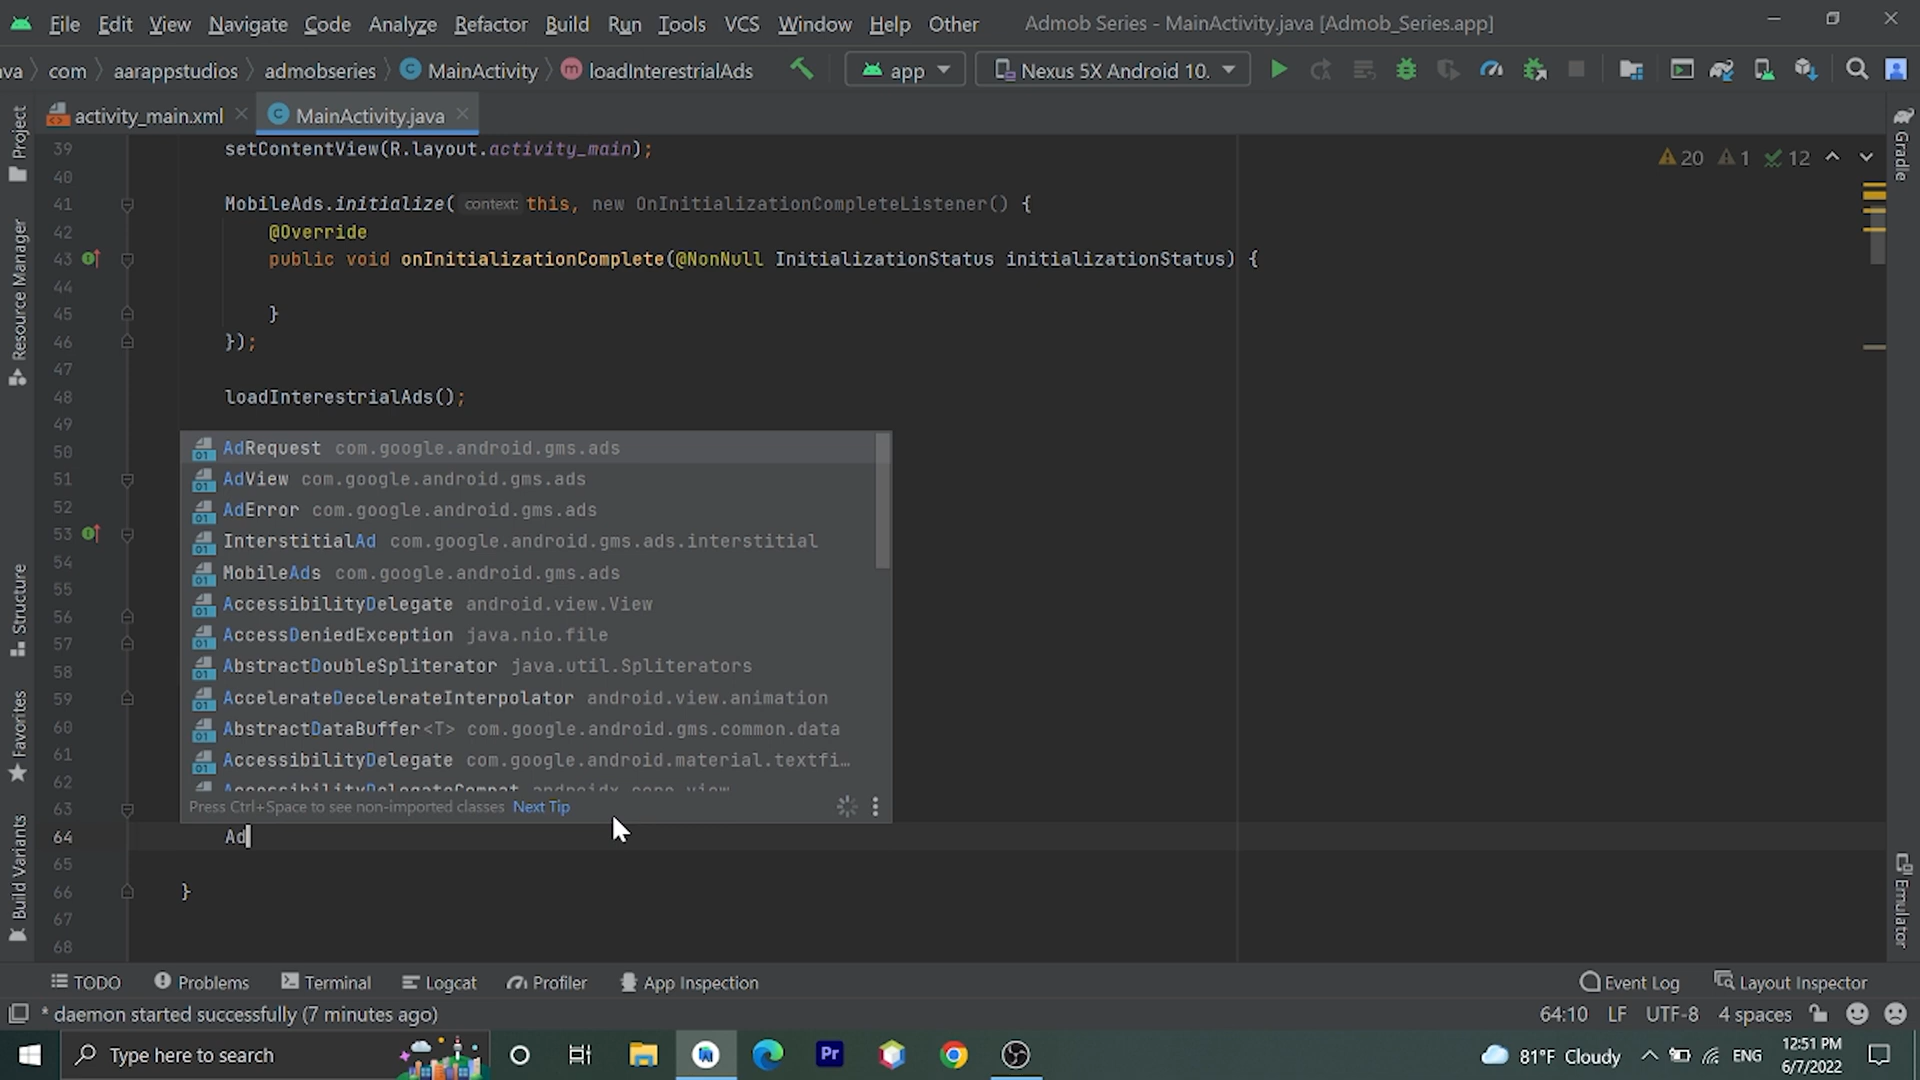 File Edit View Navigate Code Analyze Refactor Build Run Tools VCS Window Help Other Admob Series - MainActivity.java [Admob_Series.app]
va com aarappstudios admobseries MainActivity loadInterestrialAds app Nexus 5X Android 10.
activity_main.xml MainActivity.java
39 setContentView(R.layout.activity_main);
20 1 12
40
41 MobileAds.initialize( context: this, new OnInitializationCompleteListener() {
42 @Override
43 public void onInitializationComplete(@NonNull InitializationStatus initializationStatus) {
44
45 }
46 });
47
48 loadInterestrialAds();
49
50
51
52
53
54
55
56
57
58
59
60
61
62
63
AdRequest com.google.android.gms.ads
AdView com.google.android.gms.ads
AdError com.google.android.gms.ads
InterstitialAd com.google.android.gms.ads.interstitial
MobileAds com.google.android.gms.ads
AccessibilityDelegate android.view.View
AccessDeniedException java.nio.file
AbstractDoubleSpliterator java.util.Spliterators
AccelerateDecelerateInterpolator android.view.animation
AbstractDataBuffer<T> com.google.android.gms.common.data
AccessibilityDelegate com.google.android.material.textfi…
AccessibilityDelegateCompat androidx.core.view
Press Ctrl+Space to see non-imported classes Next Tip
64 Ad
65
66 }
67
68
Project
Resource Manager
Structure
Favorites
Build Variants
Gradle
Emulator
TODO Problems Terminal Logcat Profiler App Inspection Event Log Layout Inspector
* daemon started successfully (7 minutes ago) 64:10 LF UTF-8 4 spaces
Type here to search Pr 81°F Cloudy ENG 12:51 PM
6/7/2022